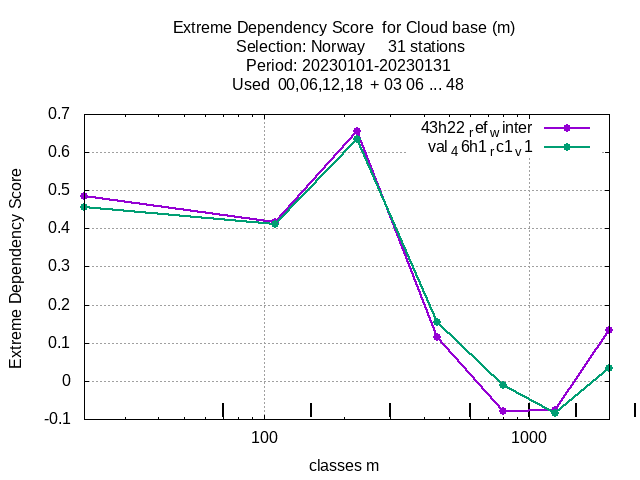 Extreme Dependency Score  for Cloud base (m)
Selection: Norway     31 stations
Period: 20230101-20230131
Used  00,06,12,18  + 03 06 ... 48
43h22 ref winter
val 46h1 rc1 v1
0.7
0.6
0.5
0.4
0.3
0.2
0.1
0
-0.1
Extreme Dependency Score
100
1000
classes m